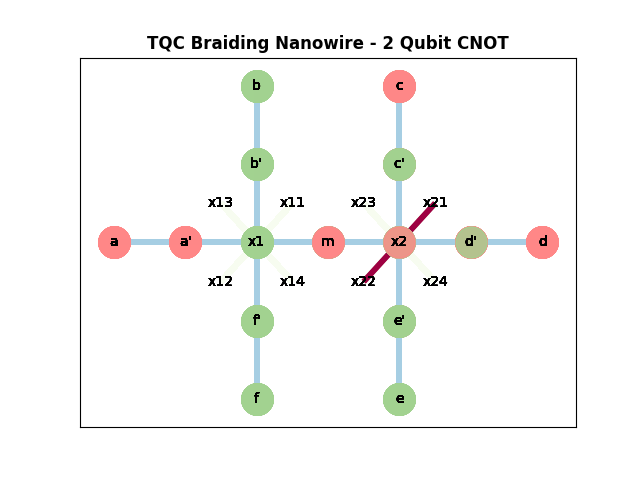 TQC Braiding Nanowire - 2 Qubit CNOT
b c
b' c'
x13 x11 x23 x21
a a' x1 m x2 d' d
x12 x14 x22 x24
f' e'
f e